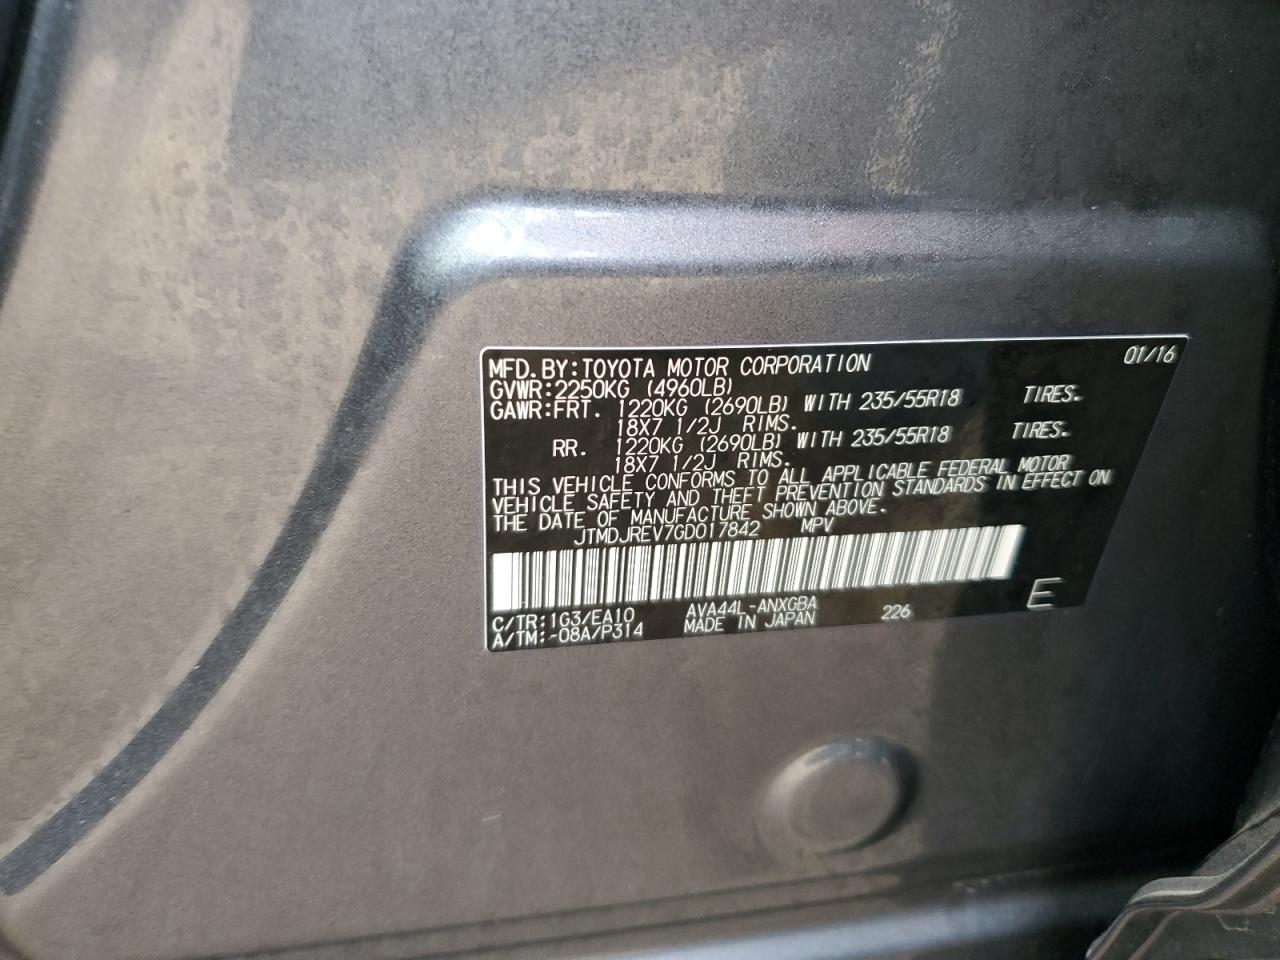 MFD.BY:TOYOTA MOTOR CORPORATION 01/16
GVWR:2250KG (4960LB)
GAWR:FRT. 1220KG (2690LB) WITH 235/55R18 TIRES.
18X7 1/2J RIMS.
RR. 1220KG (2690LB) WITH 235/55R18 TIRES.
18X7 1/2J RIMS.
THIS VEHICLE CONFORMS TO ALL APPLICABLE FEDERAL MOTOR
VEHICLE SAFETY AND THEFT PREVENTION STANDARDS IN EFFECT ON
THE DATE OF MANUFACTURE SHOWN ABOVE.
JTMDJREV7GD017842 MPV
C/TR:1G3/EA10 AVA44L-ANXGBA 226 E
A/TM:-08A/P314 MADE IN JAPAN